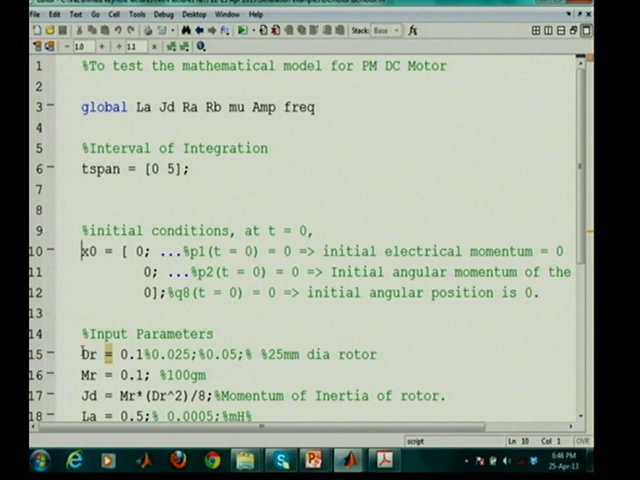 File Edit Text Go Cell Tools Debug Desktop Window Help
Stack: Base
1.0 + ÷ 1.1 ×
1 %To test the mathematical model for PM DC Motor
2
3 global La Jd Ra Rb mu Amp freq
4
5 %Interval of Integration
6 tspan = [0 5];
7
8
9 %initial conditions, at t = 0,
10 x0 = [ 0; ...%p1(t = 0) = 0 => initial electrical momentum = 0
11 0; ...%p2(t = 0) = 0 => Initial angular momentum of the
12 0];%q8(t = 0) = 0 => initial angular position is 0.
13
14 %Input Parameters
15 Dr = 0.1%0.025;%0.05;% %25mm dia rotor
16 Mr = 0.1; %100gm
17 Jd = Mr*(Dr^2)/8;%Momentum of Inertia of rotor.
18 La = 0.5;% 0.0005;%mH%
script Ln 10 Col 1 OVR
6:46 PM
25-Apr-13